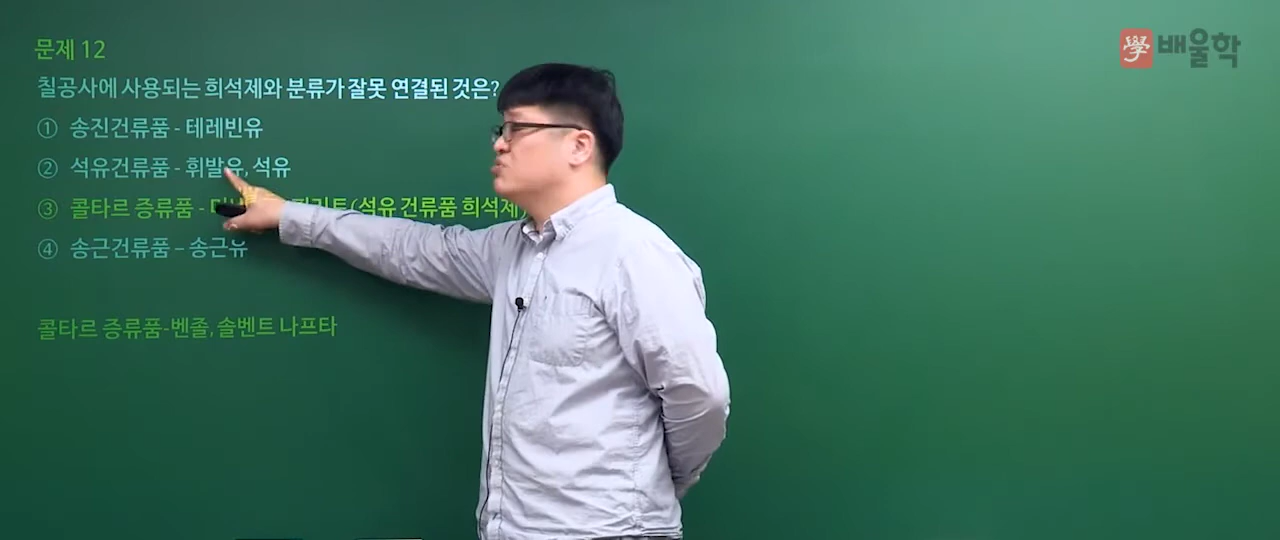 문제 12
學 배울학
칠공사에 사용되는 희석제와 분류가 잘못 연결된 것은?
① 송진건류품 - 테레빈유
② 석유건류품 - 휘발유, 석유
③ 콜타르 증류품 - (석유 건류품 희석제)
④ 송근건류품 – 송근유
콜타르 증류품-벤졸, 솔벤트 나프타